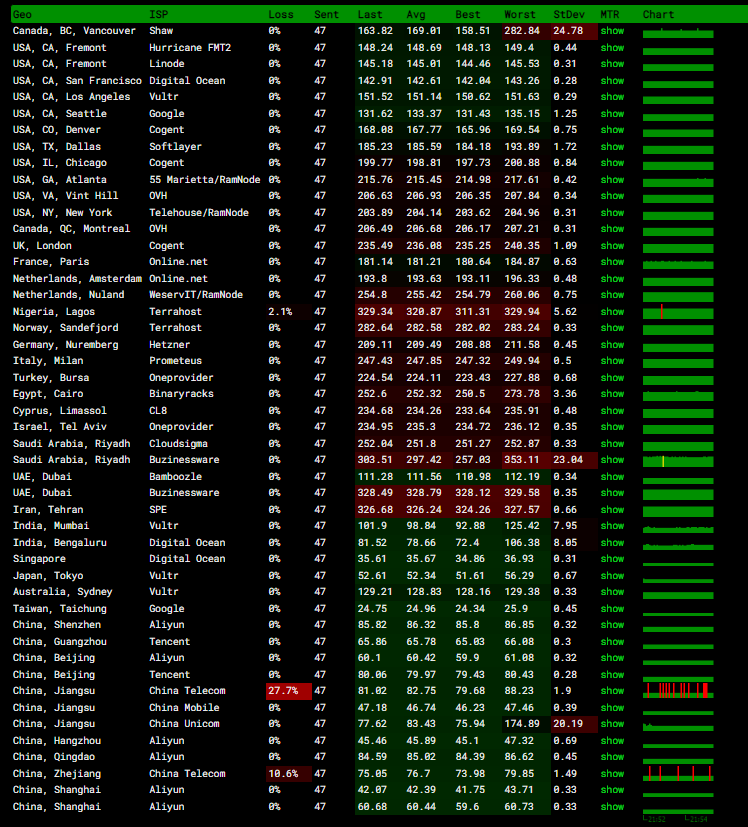 Geo ISP Loss Sent Last Avg Best Worst StDev MTR Chart
Canada, BC, Vancouver Shaw 0% 47 163.82 169.01 158.51 282.84 24.78 show
USA, CA, Fremont Hurricane FMT2 0% 47 148.24 148.69 148.13 149.4 0.44 show
USA, CA, Fremont Linode 0% 47 145.18 145.01 144.46 145.53 0.31 show
USA, CA, San Francisco Digital Ocean 0% 47 142.91 142.61 142.04 143.26 0.28 show
USA, CA, Los Angeles Vultr 0% 47 151.52 151.14 150.62 151.63 0.29 show
USA, CA, Seattle Google 0% 47 131.62 133.37 131.43 135.15 1.25 show
USA, CO, Denver Cogent 0% 47 168.08 167.77 165.96 169.54 0.75 show
USA, TX, Dallas Softlayer 0% 47 185.23 185.59 184.18 193.89 1.72 show
USA, IL, Chicago Cogent 0% 47 199.77 198.81 197.73 200.88 0.84 show
USA, GA, Atlanta 55 Marietta/RamNode 0% 47 215.76 215.45 214.98 217.61 0.42 show
USA, VA, Vint Hill OVH 0% 47 206.63 206.93 206.35 207.84 0.34 show
USA, NY, New York Telehouse/RamNode 0% 47 203.89 204.14 203.62 204.96 0.31 show
Canada, QC, Montreal OVH 0% 47 206.49 206.68 206.17 207.21 0.31 show
UK, London Cogent 0% 47 235.49 236.08 235.25 240.35 1.09 show
France, Paris Online.net 0% 47 181.14 181.21 180.64 184.87 0.63 show
Netherlands, Amsterdam Online.net 0% 47 193.8 193.63 193.11 196.33 0.48 show
Netherlands, Nuland WeservIT/RamNode 0% 47 254.8 255.42 254.79 260.06 0.75 show
Nigeria, Lagos Terrahost 2.1% 47 329.34 320.87 311.31 329.94 5.62 show
Norway, Sandefjord Terrahost 0% 47 282.64 282.58 282.02 283.24 0.33 show
Germany, Nuremberg Hetzner 0% 47 209.11 209.49 208.88 211.58 0.45 show
Italy, Milan Prometeus 0% 47 247.43 247.85 247.32 249.94 0.5 show
Turkey, Bursa Oneprovider 0% 47 224.54 224.11 223.43 227.88 0.68 show
Egypt, Cairo Binaryracks 0% 47 252.6 252.32 250.5 273.78 3.36 show
Cyprus, Limassol CL8 0% 47 234.68 234.26 233.64 235.91 0.48 show
Israel, Tel Aviv Oneprovider 0% 47 234.95 235.3 234.72 236.12 0.35 show
Saudi Arabia, Riyadh Cloudsigma 0% 47 252.04 251.8 251.27 252.87 0.33 show
Saudi Arabia, Riyadh Buzinessware 0% 47 303.51 297.42 257.03 353.11 23.04 show
UAE, Dubai Bamboozle 0% 47 111.28 111.56 110.98 112.19 0.34 show
UAE, Dubai Buzinessware 0% 47 328.49 328.79 328.12 329.58 0.35 show
Iran, Tehran SPE 0% 47 326.68 326.24 324.26 327.57 0.66 show
India, Mumbai Vultr 0% 47 101.9 98.84 92.88 125.42 7.95 show
India, Bengaluru Digital Ocean 0% 47 81.52 78.66 72.4 106.38 8.05 show
Singapore Digital Ocean 0% 47 35.61 35.67 34.86 36.93 0.31 show
Japan, Tokyo Vultr 0% 47 52.61 52.34 51.61 56.29 0.67 show
Australia, Sydney Vultr 0% 47 129.21 128.83 128.16 129.38 0.33 show
Taiwan, Taichung Google 0% 47 24.75 24.96 24.34 25.9 0.45 show
China, Shenzhen Aliyun 0% 47 85.82 86.32 85.8 86.85 0.32 show
China, Guangzhou Tencent 0% 47 65.86 65.78 65.03 66.08 0.3 show
China, Beijing Aliyun 0% 47 60.1 60.42 59.9 61.08 0.32 show
China, Beijing Tencent 0% 47 80.06 79.97 79.43 80.43 0.28 show
China, Jiangsu China Telecom 27.7% 47 81.02 82.75 79.68 88.23 1.9 show
China, Jiangsu China Mobile 0% 47 47.18 46.74 46.23 47.46 0.39 show
China, Jiangsu China Unicom 0% 47 77.62 83.43 75.94 174.89 20.19 show
China, Hangzhou Aliyun 0% 47 45.46 45.89 45.1 47.32 0.69 show
China, Qingdao Aliyun 0% 47 84.59 85.02 84.39 86.62 0.45 show
China, Zhejiang China Telecom 10.6% 47 75.05 76.7 73.98 79.85 1.49 show
China, Shanghai Aliyun 0% 47 42.07 42.39 41.75 43.71 0.33 show
China, Shanghai Aliyun 0% 47 60.68 60.44 59.6 60.73 0.33 show
21:52 21:54